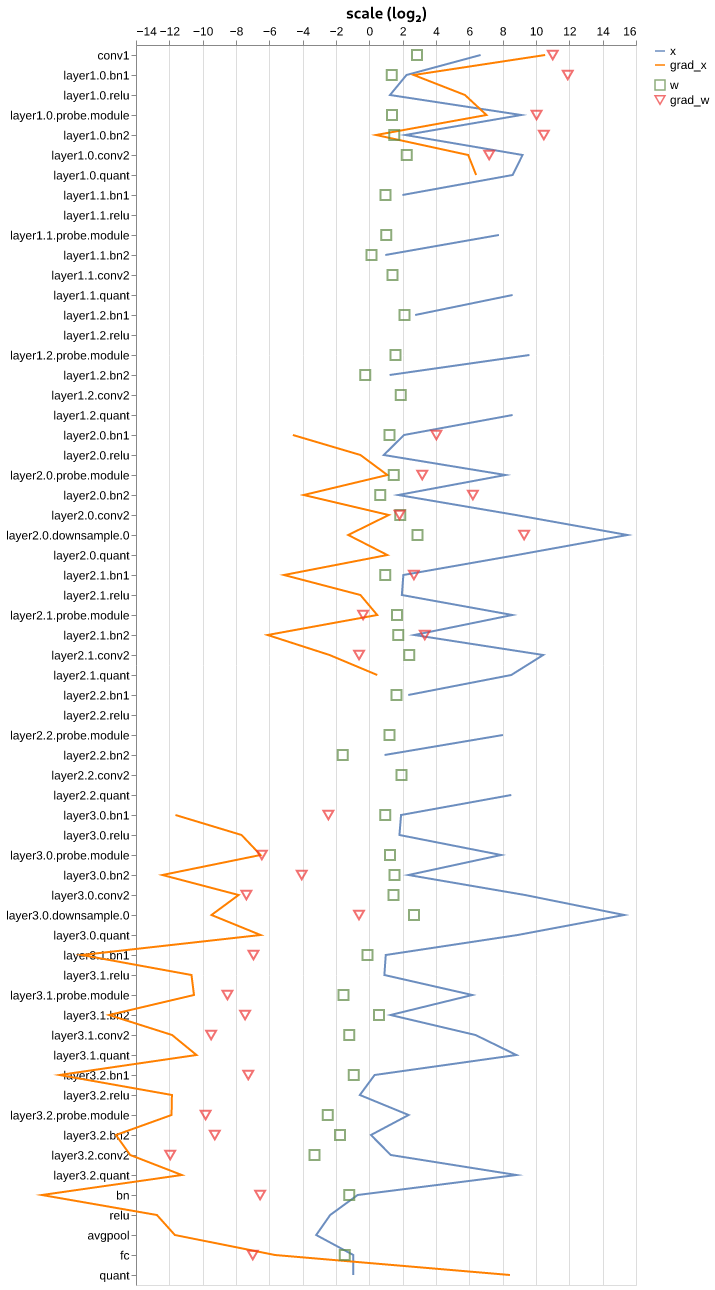 scale (log₂)
−14 −12 −10 −8 −6 −4 −2 0 2 4 6 8 10 12 14 16
x
grad_x
w
grad_w
conv1
layer1.0.bn1
layer1.0.relu
layer1.0.probe.module
layer1.0.bn2
layer1.0.conv2
layer1.0.quant
layer1.1.bn1
layer1.1.relu
layer1.1.probe.module
layer1.1.bn2
layer1.1.conv2
layer1.1.quant
layer1.2.bn1
layer1.2.relu
layer1.2.probe.module
layer1.2.bn2
layer1.2.conv2
layer1.2.quant
layer2.0.bn1
layer2.0.relu
layer2.0.probe.module
layer2.0.bn2
layer2.0.conv2
layer2.0.downsample.0
layer2.0.quant
layer2.1.bn1
layer2.1.relu
layer2.1.probe.module
layer2.1.bn2
layer2.1.conv2
layer2.1.quant
layer2.2.bn1
layer2.2.relu
layer2.2.probe.module
layer2.2.bn2
layer2.2.conv2
layer2.2.quant
layer3.0.bn1
layer3.0.relu
layer3.0.probe.module
layer3.0.bn2
layer3.0.conv2
layer3.0.downsample.0
layer3.0.quant
layer3.1.bn1
layer3.1.relu
layer3.1.probe.module
layer3.1.bn2
layer3.1.conv2
layer3.1.quant
layer3.2.bn1
layer3.2.relu
layer3.2.probe.module
layer3.2.bn2
layer3.2.conv2
layer3.2.quant
bn
relu
avgpool
fc
quant